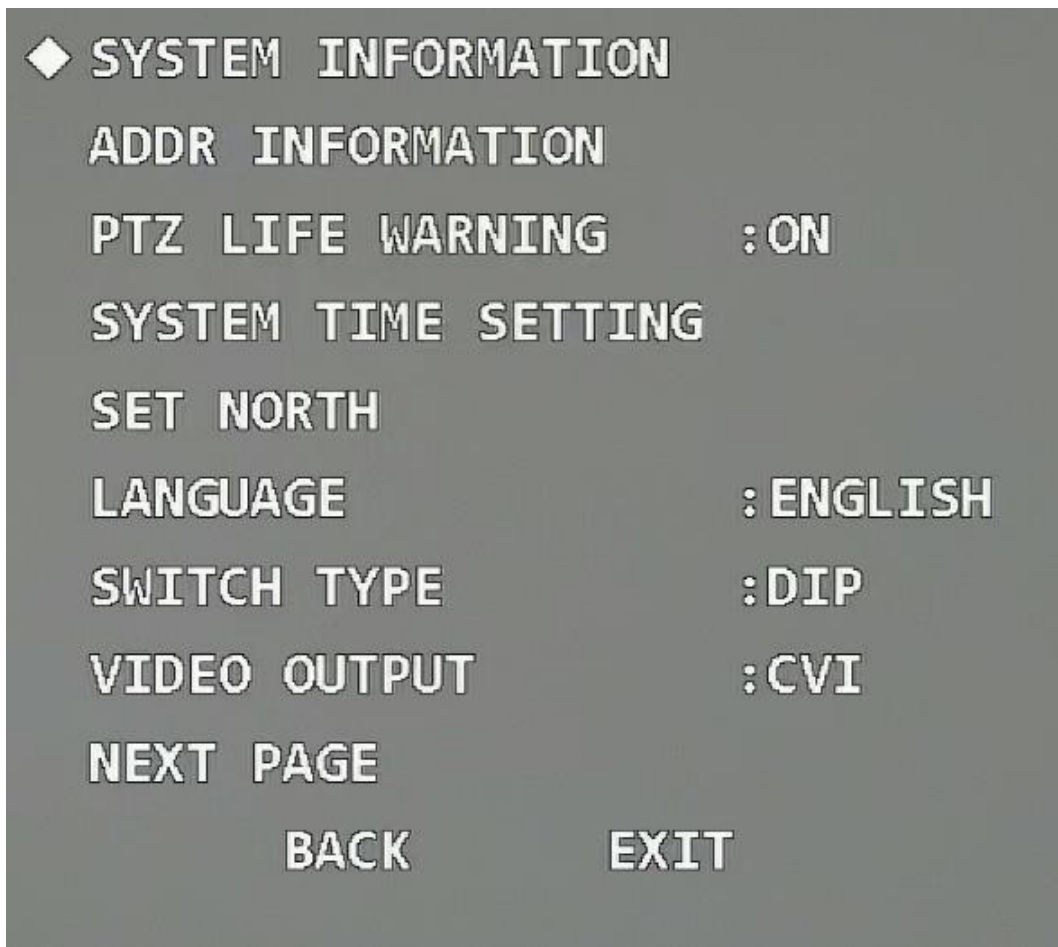 SYSTEM INFORMATION
ADDR INFORMATION
PTZ LIFE WARNING :ON
SYSTEM TIME SETTING
SET NORTH
LANGUAGE :ENGLISH
SWITCH TYPE :DIP
VIDEO OUTPUT :CVI
NEXT PAGE
BACK EXIT